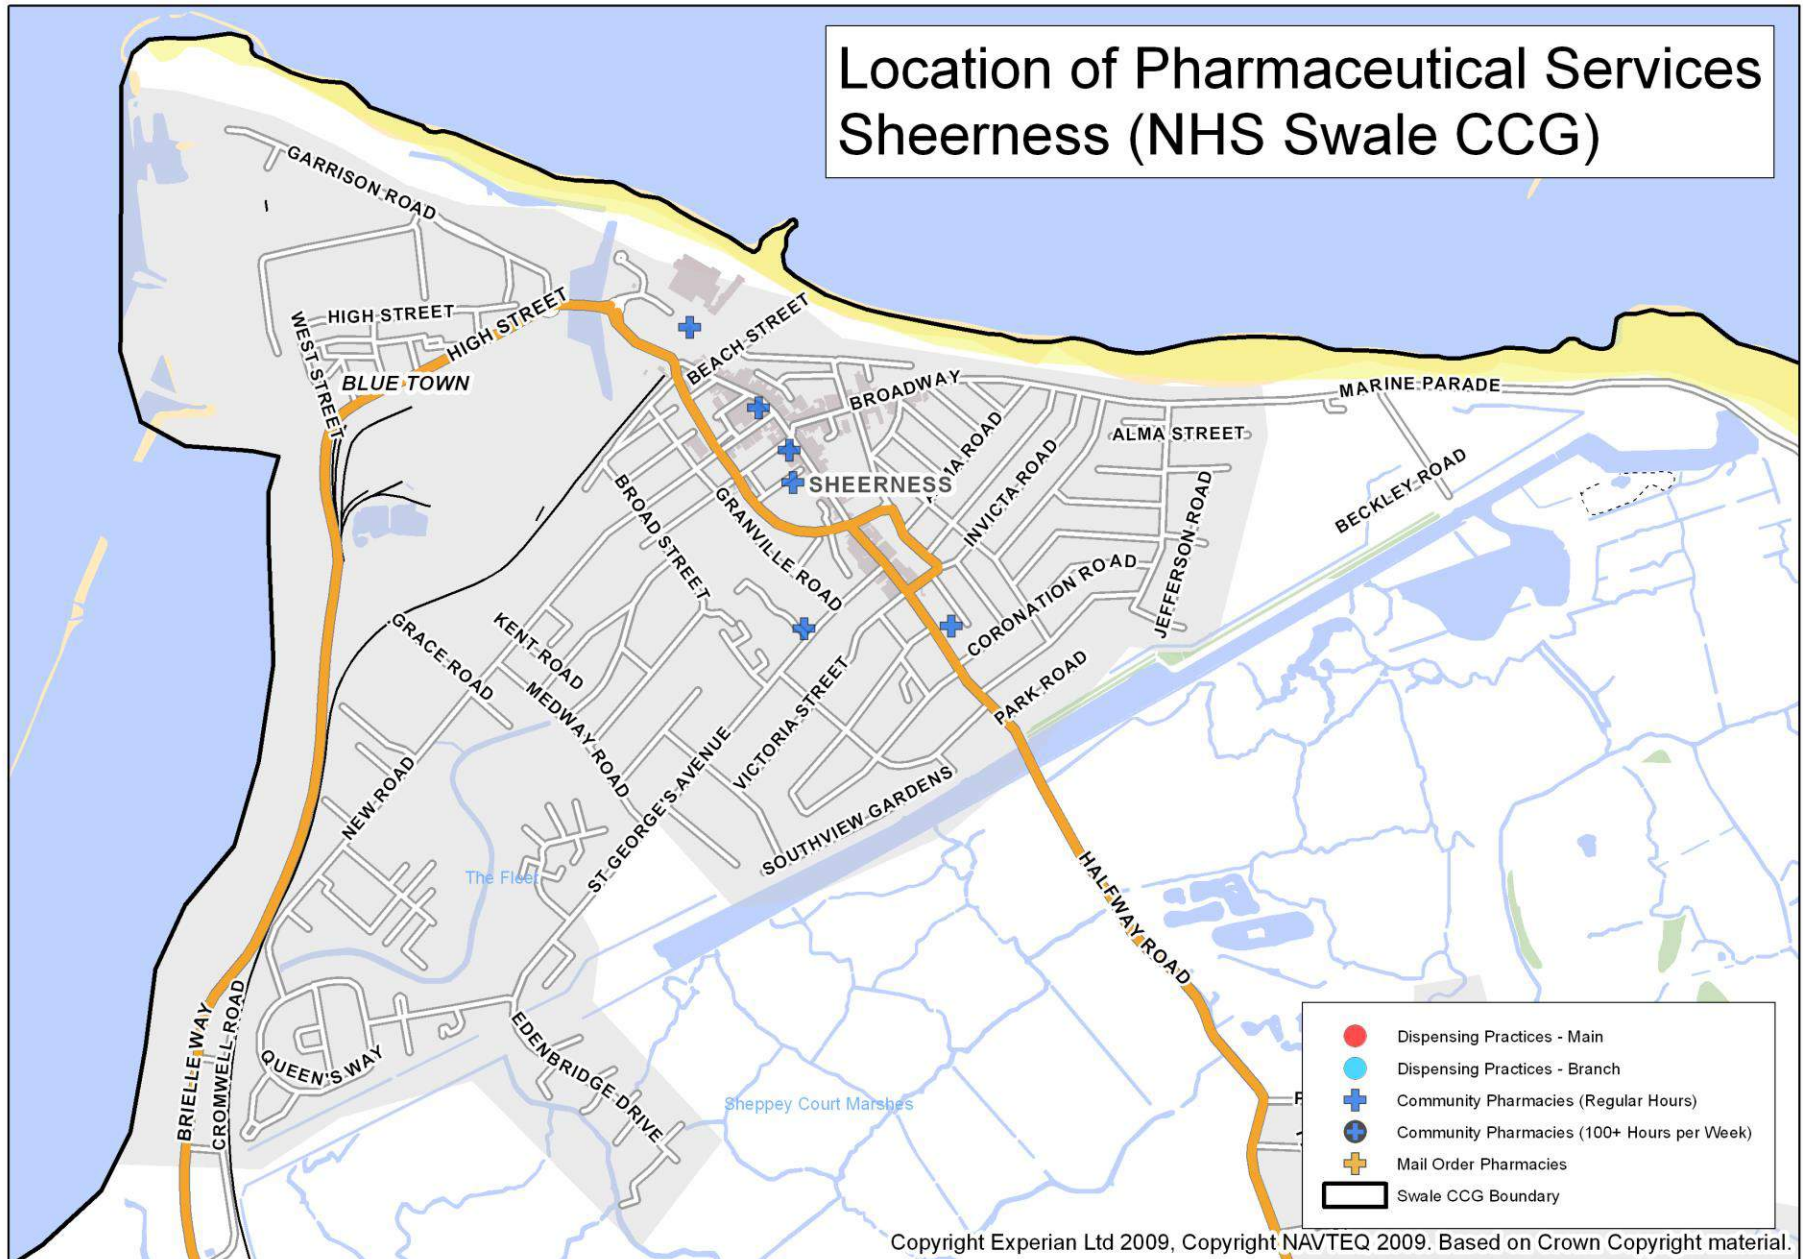 Location of Pharmaceutical Services
Sheerness (NHS Swale CCG)
GARRISON ROAD
HIGH STREET
HIGH STREET
WEST STREET
BLUE TOWN
BEACH STREET
BROADWAY
MARINE PARADE
ALMA STREET
ALMA ROAD
INVICTA ROAD
BECKLEY ROAD
JEFFERSON ROAD
SHEERNESS
BROAD STREET
GRANVILLE ROAD
CORONATION ROAD
GRACE ROAD
KENT ROAD
MEDWAY ROAD
VICTORIA STREET
PARK ROAD
NEW ROAD
ST GEORGE'S AVENUE
SOUTHVIEW GARDENS
The Fleet
HALFWAY ROAD
BRIELLE WAY
CROMWELL ROAD
QUEEN'S WAY
EDENBRIDGE DRIVE
Sheppey Court Marshes
Dispensing Practices - Main
Dispensing Practices - Branch
Community Pharmacies (Regular Hours)
Community Pharmacies (100+ Hours per Week)
Mail Order Pharmacies
Swale CCG Boundary
Copyright Experian Ltd 2009, Copyright NAVTEQ 2009. Based on Crown Copyright material.